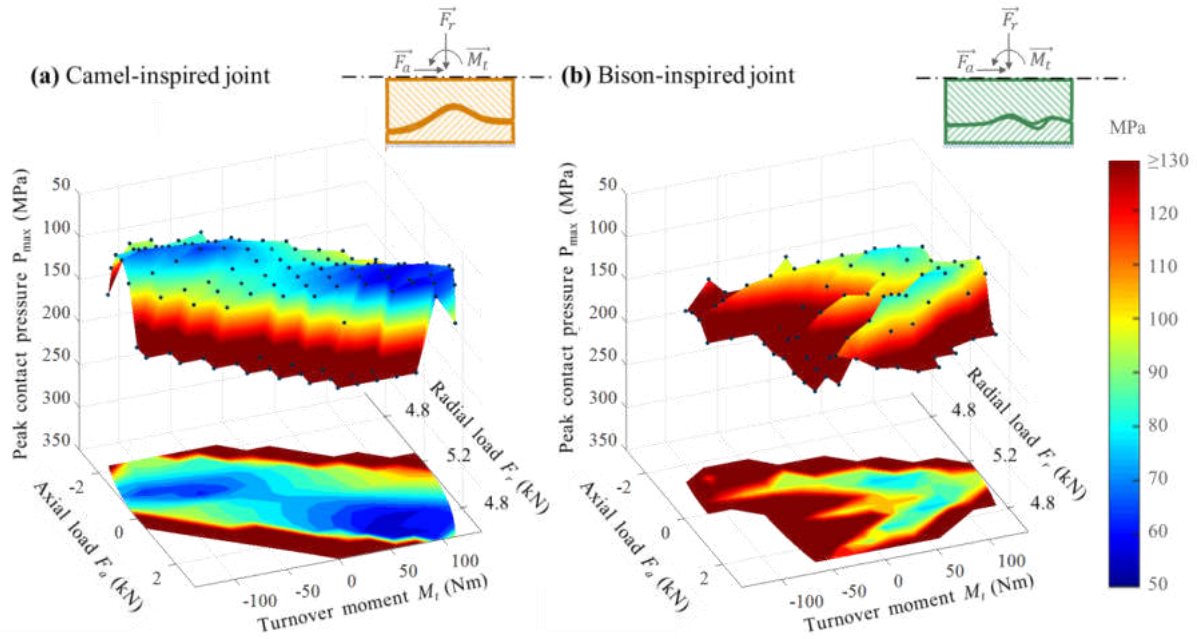 (a) Camel-inspired joint
F_r
F_a
M_t
(b) Bison-inspired joint
F_r
F_a
M_t
Peak contact pressure P_max (MPa)
50
100
150
200
250
300
350
-2
0
2
Axial load F_a (kN)
-100
-50
0
50
100
Turnover moment M_t (Nm)
4.8
5.2
4.8
Radial load F_r (kN)
Peak contact pressure P_max (MPa)
50
100
150
200
250
300
350
-2
0
2
Axial load F_a (kN)
-100
-50
0
50
100
Turnover moment M_t (Nm)
4.8
5.2
4.8
Radial load F_r (kN)
MPa
≥130
120
110
100
90
80
70
60
50